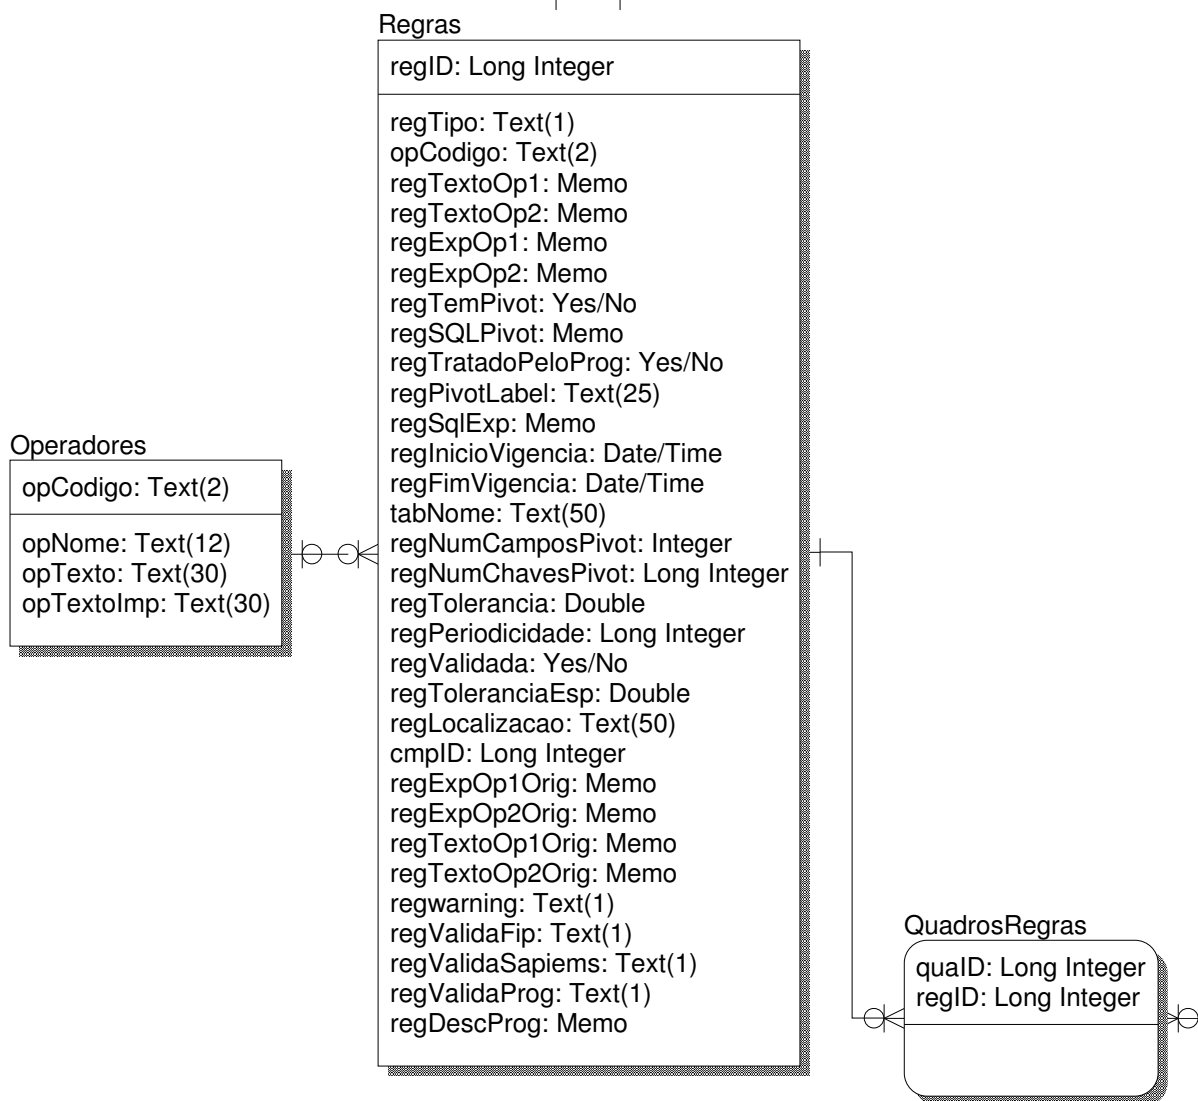 Regras
regID: Long Integer
regTipo: Text(1)
opCodigo: Text(2)
regTextoOp1: Memo
regTextoOp2: Memo
regExpOp1: Memo
regExpOp2: Memo
regTemPivot: Yes/No
regSQLPivot: Memo
regTratadoPeloProg: Yes/No
regPivotLabel: Text(25)
regSqlExp: Memo
regInicioVigencia: Date/Time
regFimVigencia: Date/Time
tabNome: Text(50)
regNumCamposPivot: Integer
regNumChavesPivot: Long Integer
regTolerancia: Double
regPeriodicidade: Long Integer
regValidada: Yes/No
regToleranciaEsp: Double
regLocalizacao: Text(50)
cmpID: Long Integer
regExpOp1Orig: Memo
regExpOp2Orig: Memo
regTextoOp1Orig: Memo
regTextoOp2Orig: Memo
regwarning: Text(1)
regValidaFip: Text(1)
regValidaSapiems: Text(1)
regValidaProg: Text(1)
regDescProg: Memo
Operadores
opCodigo: Text(2)
opNome: Text(12)
opTexto: Text(30)
opTextoImp: Text(30)
QuadrosRegras
quaID: Long Integer
regID: Long Integer